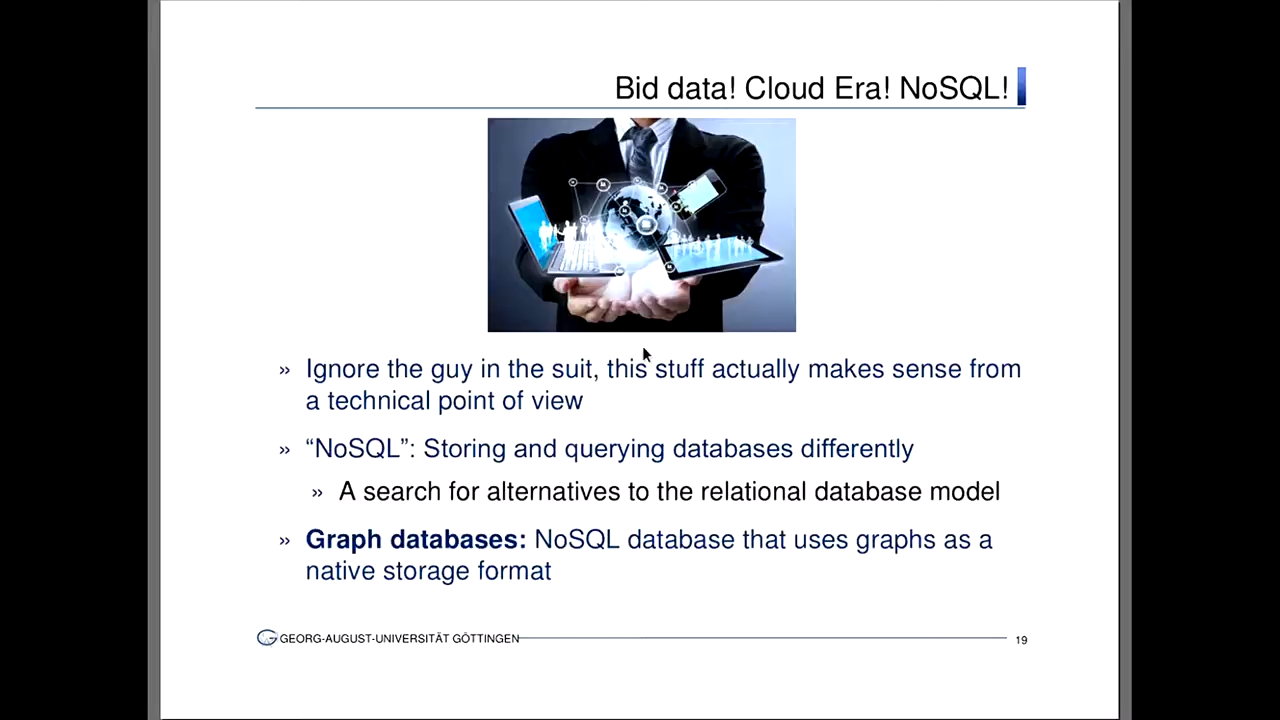 Bid data! Cloud Era! NoSQL!
» Ignore the guy in the suit, this stuff actually makes sense from
a technical point of view
» “NoSQL”: Storing and querying databases differently
» A search for alternatives to the relational database model
» Graph databases: NoSQL database that uses graphs as a
native storage format
GEORG-AUGUST-UNIVERSITÄT GÖTTINGEN
19